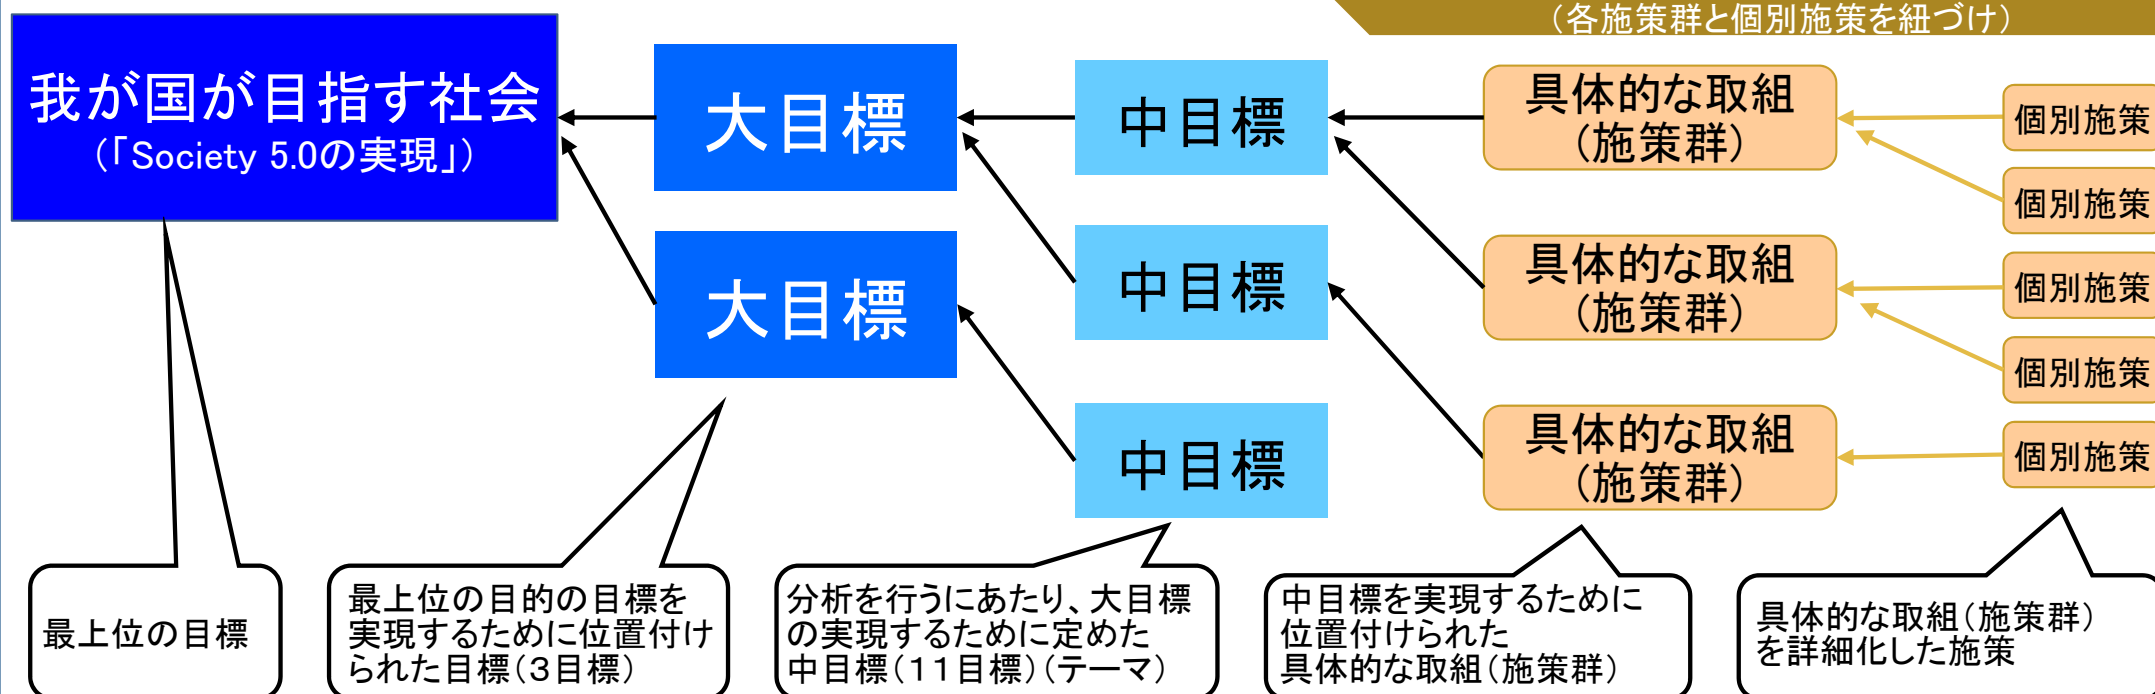 （各施策群と個別施策を紐づけ）
我が国が目指す社会
（「Society 5.0の実現」）
大目標
中目標
具体的な取組
（施策群）
個別施策
個別施策
大目標
中目標
具体的な取組
（施策群）
個別施策
個別施策
中目標
具体的な取組
（施策群）
個別施策
最上位の目標
最上位の目的の目標を
実現するために位置付け
られた目標（3目標）
分析を行うにあたり、大目標
の実現するために定めた
中目標（11目標）（テーマ）
中目標を実現するために
位置付けられた
具体的な取組（施策群）
具体的な取組（施策群）
を詳細化した施策